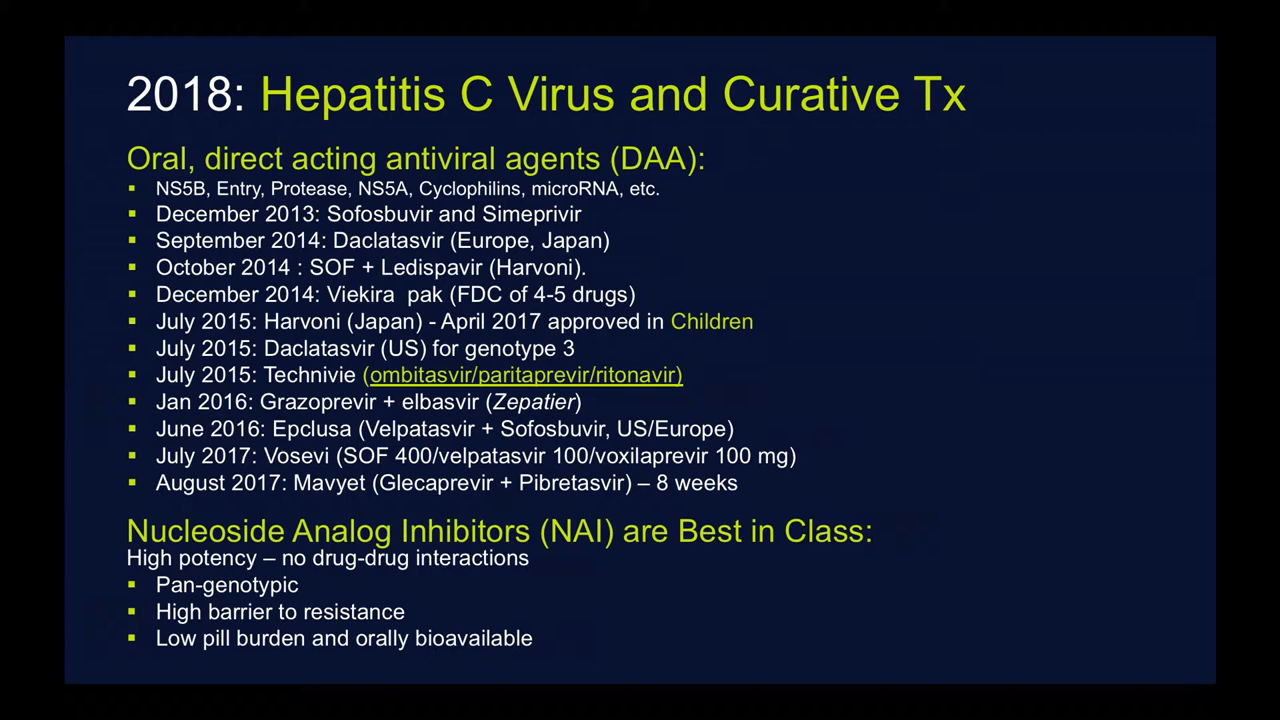 2018: Hepatitis C Virus and Curative Tx
Oral, direct acting antiviral agents (DAA):
▪ NS5B, Entry, Protease, NS5A, Cyclophilins, microRNA, etc.
▪ December 2013: Sofosbuvir and Simeprivir
▪ September 2014: Daclatasvir (Europe, Japan)
▪ October 2014 : SOF + Ledispavir (Harvoni).
▪ December 2014: Viekira pak (FDC of 4-5 drugs)
▪ July 2015: Harvoni (Japan) - April 2017 approved in Children
▪ July 2015: Daclatasvir (US) for genotype 3
▪ July 2015: Technivie (ombitasvir/paritaprevir/ritonavir)
▪ Jan 2016: Grazoprevir + elbasvir (Zepatier)
▪ June 2016: Epclusa (Velpatasvir + Sofosbuvir, US/Europe)
▪ July 2017: Vosevi (SOF 400/velpatasvir 100/voxilaprevir 100 mg)
▪ August 2017: Mavyet (Glecaprevir + Pibretasvir) – 8 weeks
Nucleoside Analog Inhibitors (NAI) are Best in Class:
High potency – no drug-drug interactions
▪ Pan-genotypic
▪ High barrier to resistance
▪ Low pill burden and orally bioavailable